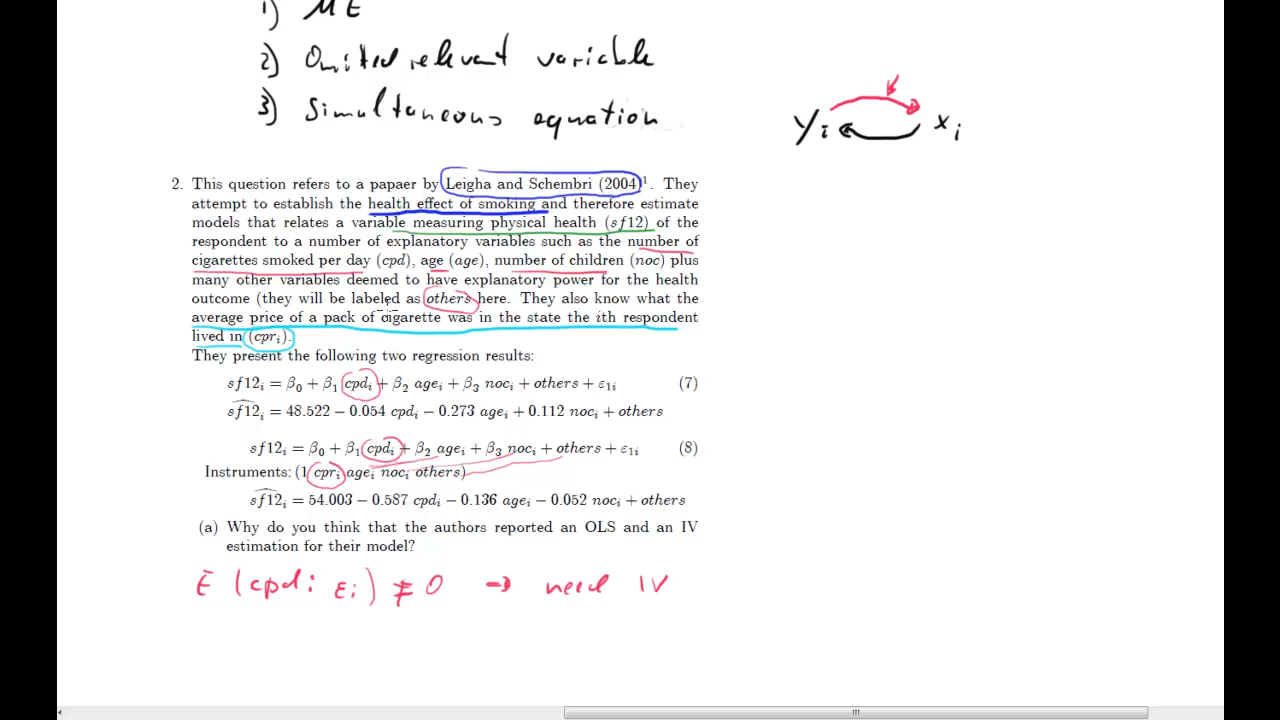 1) ME
2) Omitted relevant variable
3) Simultaneous equation
yi xi
2. This question refers to a papaer by Leigha and Schembri (2004)¹. They
attempt to establish the health effect of smoking and therefore estimate
models that relates a variable measuring physical health (sf12) of the
respondent to a number of explanatory variables such as the number of
cigarettes smoked per day (cpd), age (age), number of children (noc) plus
many other variables deemed to have explanatory power for the health
outcome (they will be labeled as others here. They also know what the
average price of a pack of cigarette was in the state the ith respondent
lived in (cprᵢ).
They present the following two regression results:
sf12ᵢ = β₀ + β₁ cpdᵢ + β₂ ageᵢ + β₃ nocᵢ + others + ε₁ᵢ (7)
ŝf12ᵢ = 48.522 − 0.054 cpdᵢ − 0.273 ageᵢ + 0.112 nocᵢ + others
sf12ᵢ = β₀ + β₁ cpdᵢ + β₂ ageᵢ + β₃ nocᵢ + others + ε₁ᵢ (8)
Instruments: (1 cprᵢ ageᵢ nocᵢ others)
ŝf12ᵢ = 54.003 − 0.587 cpdᵢ − 0.136 ageᵢ − 0.052 nocᵢ + others
(a) Why do you think that the authors reported an OLS and an IV
estimation for their model?
E (cpdi εi) ≠ 0 → need IV